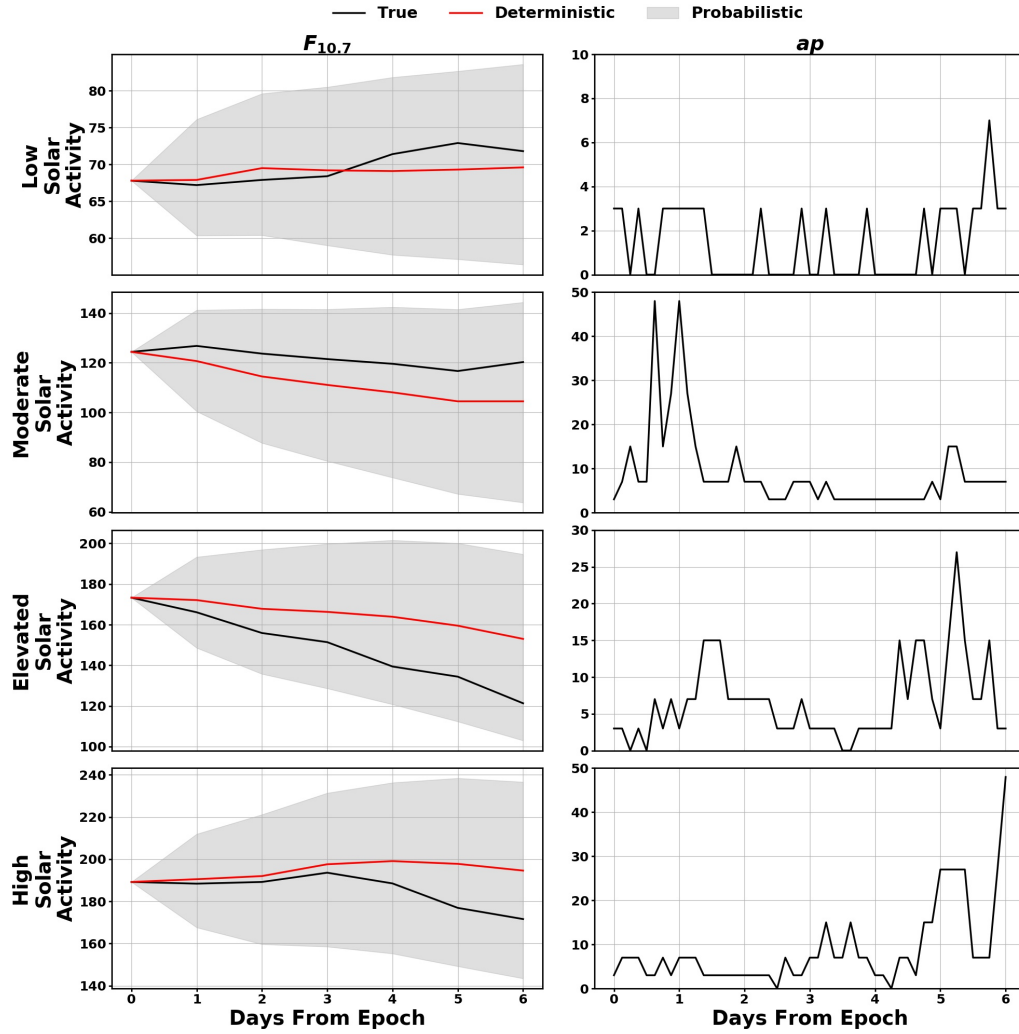 True Deterministic Probabilistic
F10.7 ap
Low
Solar
Activity
80
75
70
65
60
10
8
6
4
2
0
Moderate
Solar
Activity
140
120
100
80
60
50
40
30
20
10
0
Elevated
Solar
Activity
200
180
160
140
120
100
30
25
20
15
10
5
0
High
Solar
Activity
240
220
200
180
160
140
50
40
30
20
10
0
0 1 2 3 4 5 6
0 1 2 3 4 5 6
Days From Epoch Days From Epoch